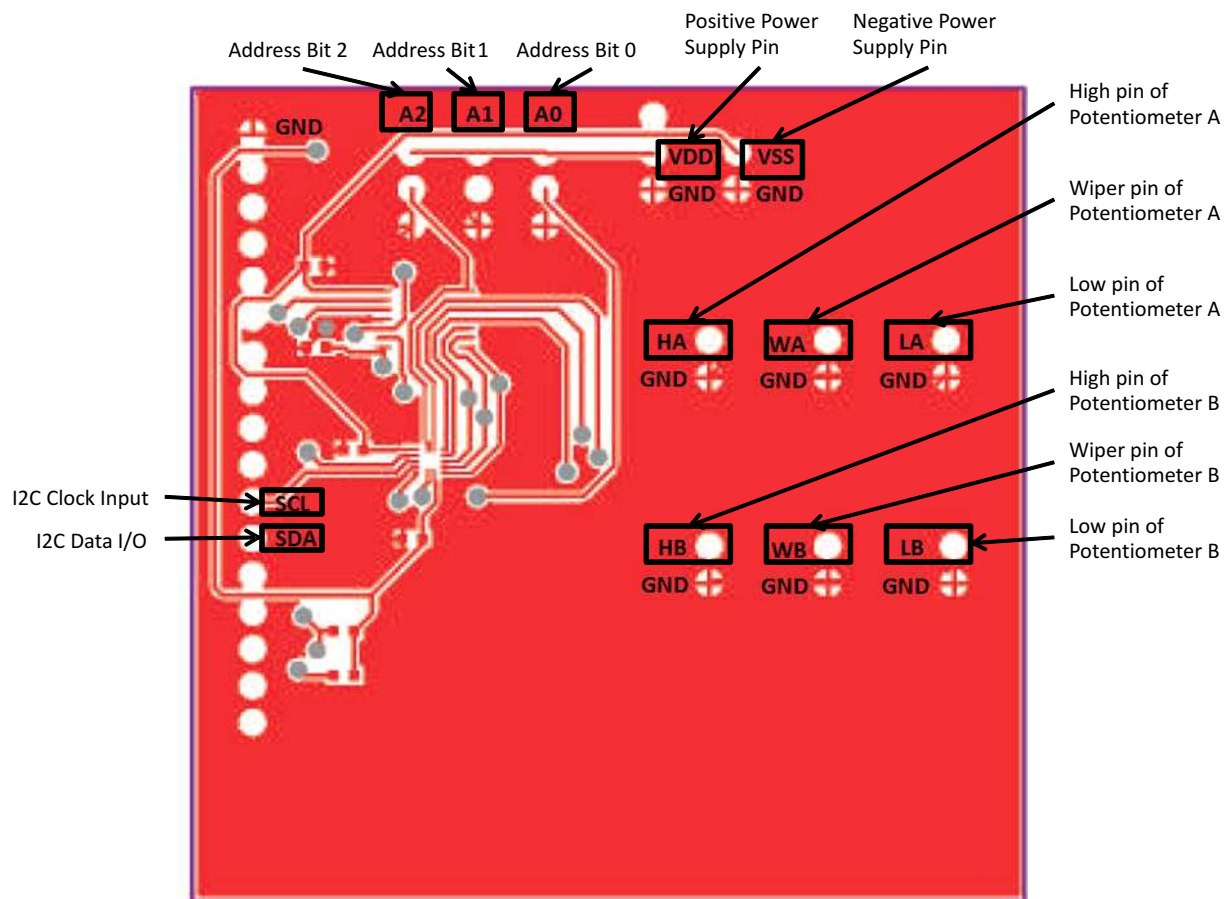 Positive Power
Supply Pin
Negative Power
Supply Pin
Address Bit 2
Address Bit 1
Address Bit 0
High pin of
Potentiometer A
A2
A1
A0
GND
VDD
VSS
GND
GND
Wiper pin of
Potentiometer A
Low pin of
Potentiometer A
HA
WA
LA
GND
GND
GND
High pin of
Potentiometer B
Wiper pin of
Potentiometer B
I2C Clock Input
SCL
I2C Data I/O
SDA
HB
WB
LB
Low pin of
Potentiometer B
GND
GND
GND